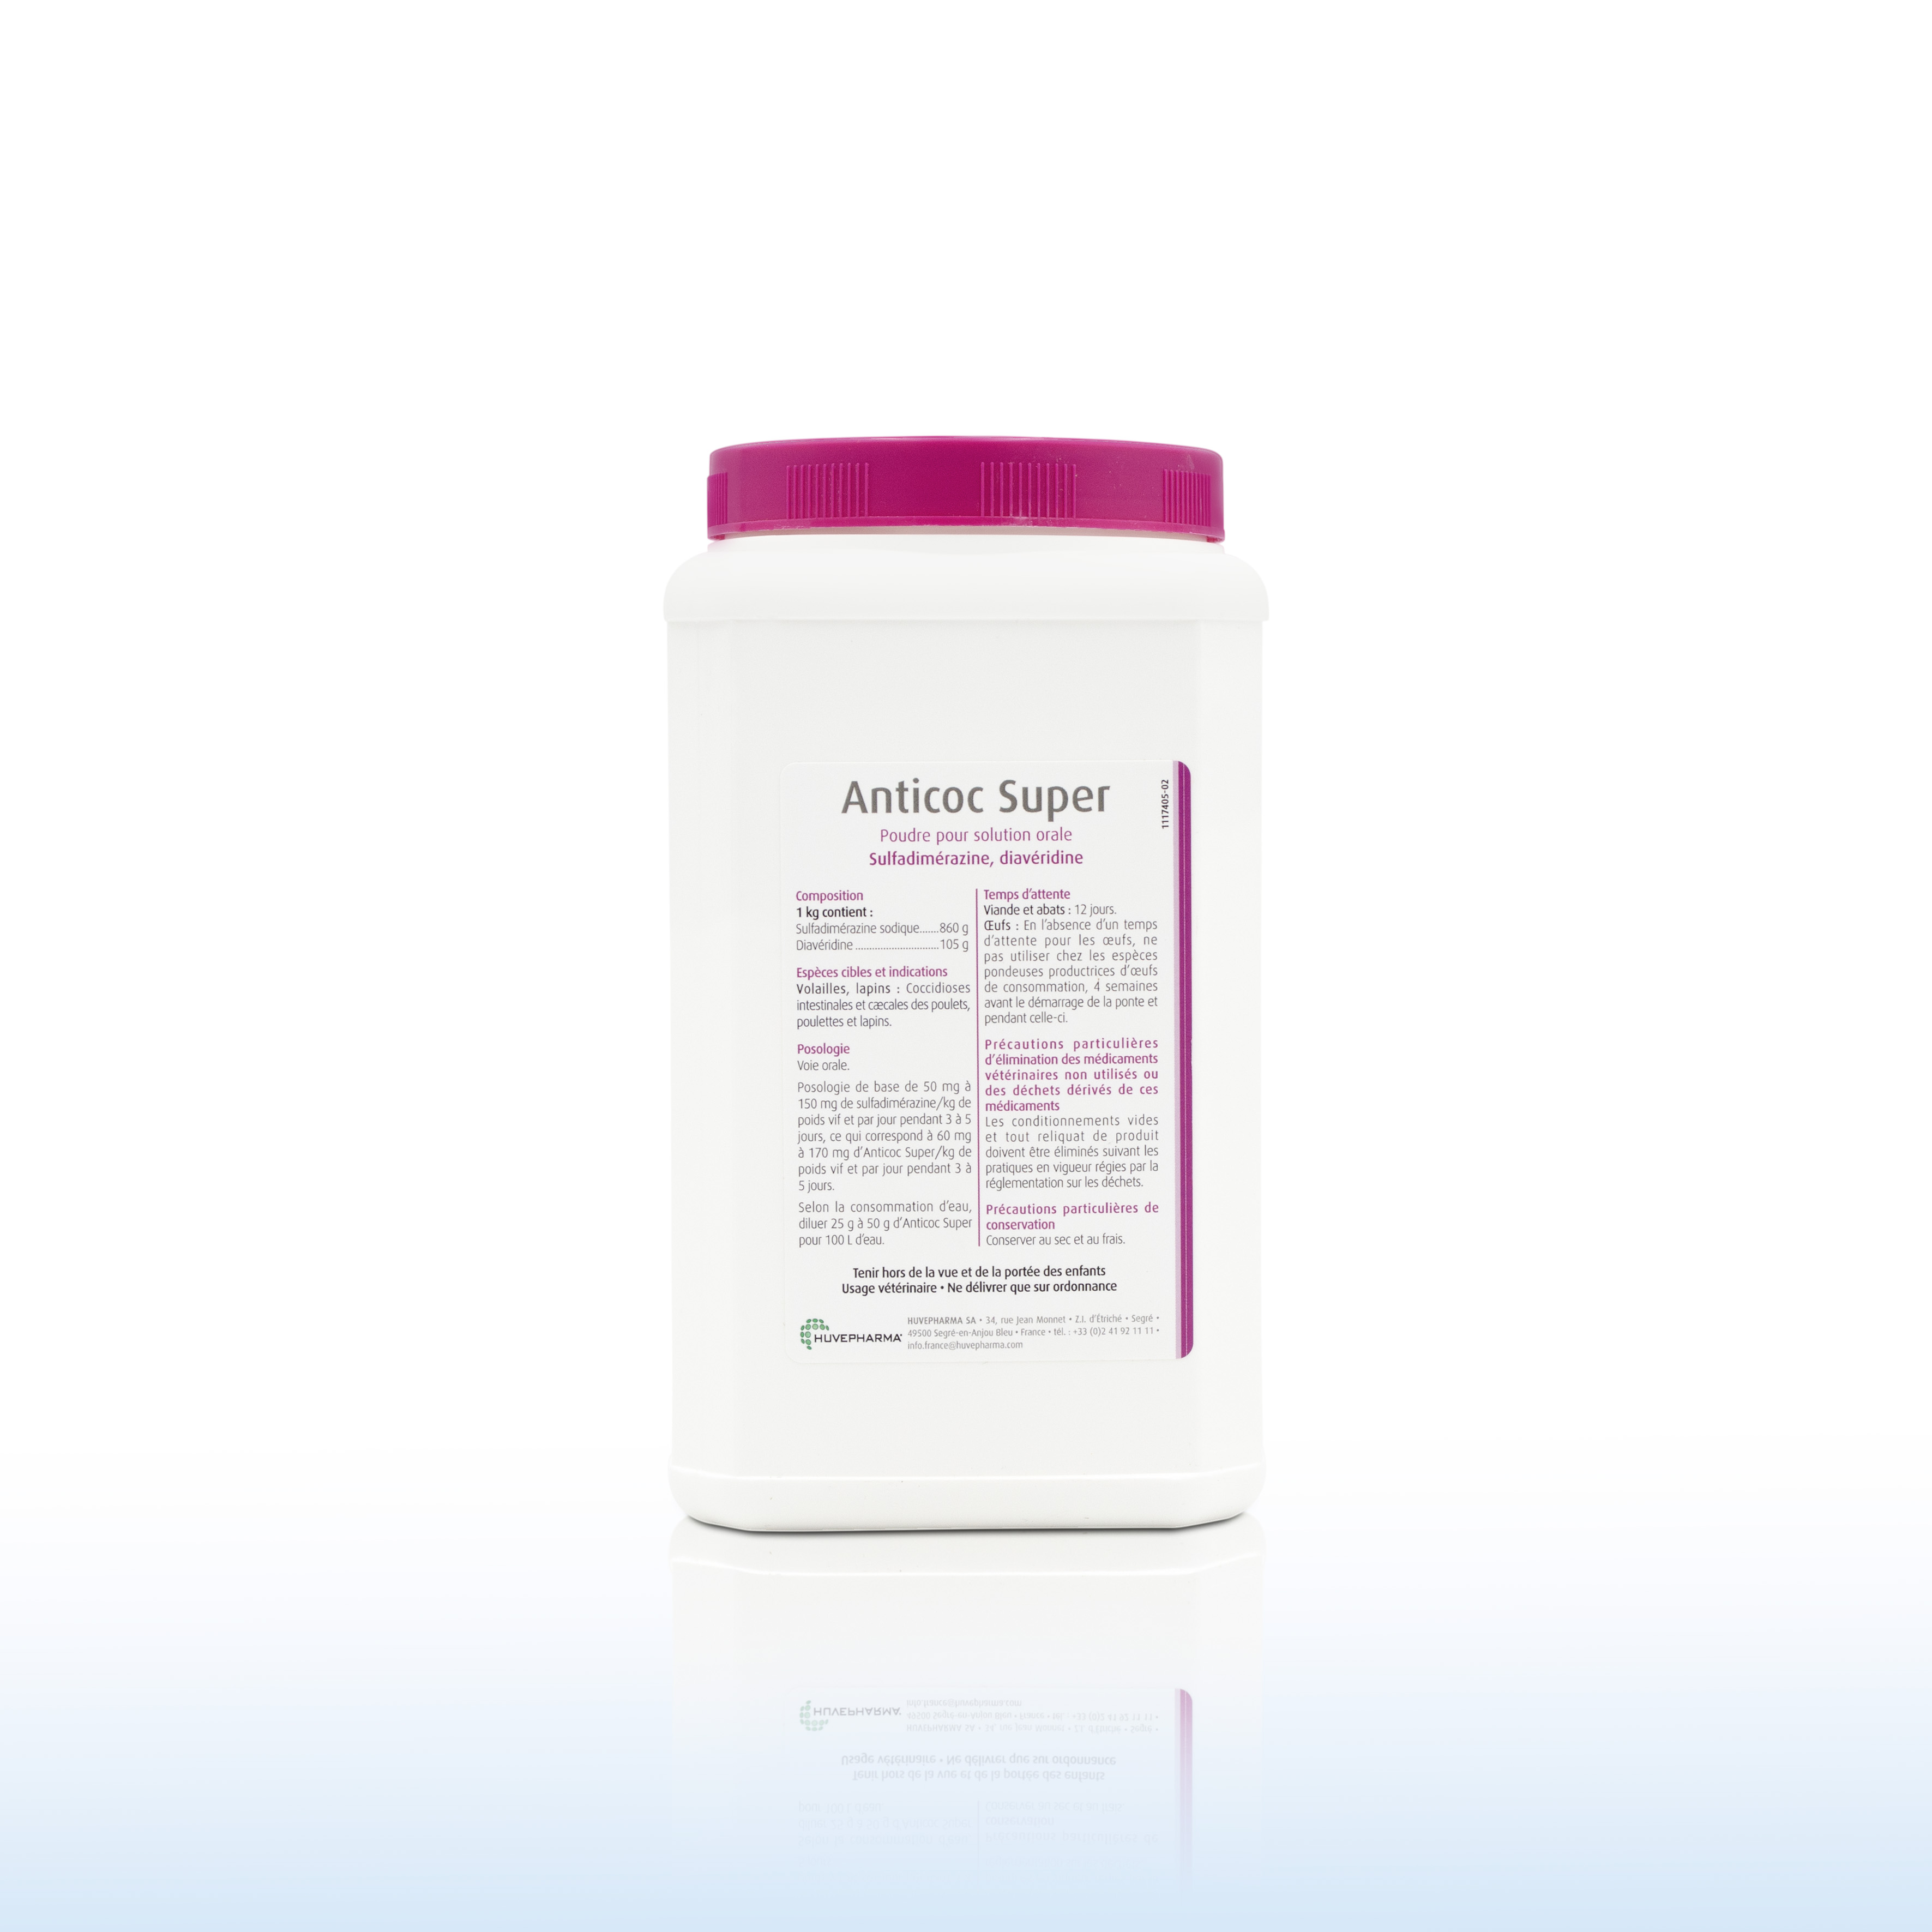 Anticoc Super
1117405-02
Poudre pour solution orale
Sulfadimérazine, diavéridine
Composition
1 kg contient :
Sulfadimérazine sodique.......860 g
Diavéridine ..............................105 g
Espèces cibles et indications
Volailles, lapins : Coccidioses
intestinales et cæcales des poulets,
poulettes et lapins.
Posologie
Voie orale.
Posologie de base de 50 mg à
150 mg de sulfadimérazine/kg de
poids vif et par jour pendant 3 à 5
jours, ce qui correspond à 60 mg
à 170 mg d'Anticoc Super/kg de
poids vif et par jour pendant 3 à
5 jours.
Selon la consommation d'eau,
diluer 25 g à 50 g d'Anticoc Super
pour 100 L d'eau.
Temps d'attente
Viande et abats : 12 jours.
Œufs : En l'absence d'un temps
d'attente pour les œufs, ne
pas utiliser chez les espèces
pondeuses productrices d'œufs
de consommation, 4 semaines
avant le démarrage de la ponte et
pendant celle-ci.
Précautions particulières
d'élimination des médicaments
vétérinaires non utilisés ou
des déchets dérivés de ces
médicaments
Les conditionnements vides
et tout reliquat de produit
doivent être éliminés suivant les
pratiques en vigueur régies par la
réglementation sur les déchets.
Précautions particulières de
conservation
Conserver au sec et au frais.
Tenir hors de la vue et de la portée des enfants
Usage vétérinaire • Ne délivrer que sur ordonnance
HUVEPHARMA
HUVEPHARMA SA • 34, rue Jean Monnet • Z.I. d'Étriché • Segré •
49500 Segré-en-Anjou Bleu • France • tél. : +33 (0)2 41 92 11 11 •
info.france@huvepharma.com